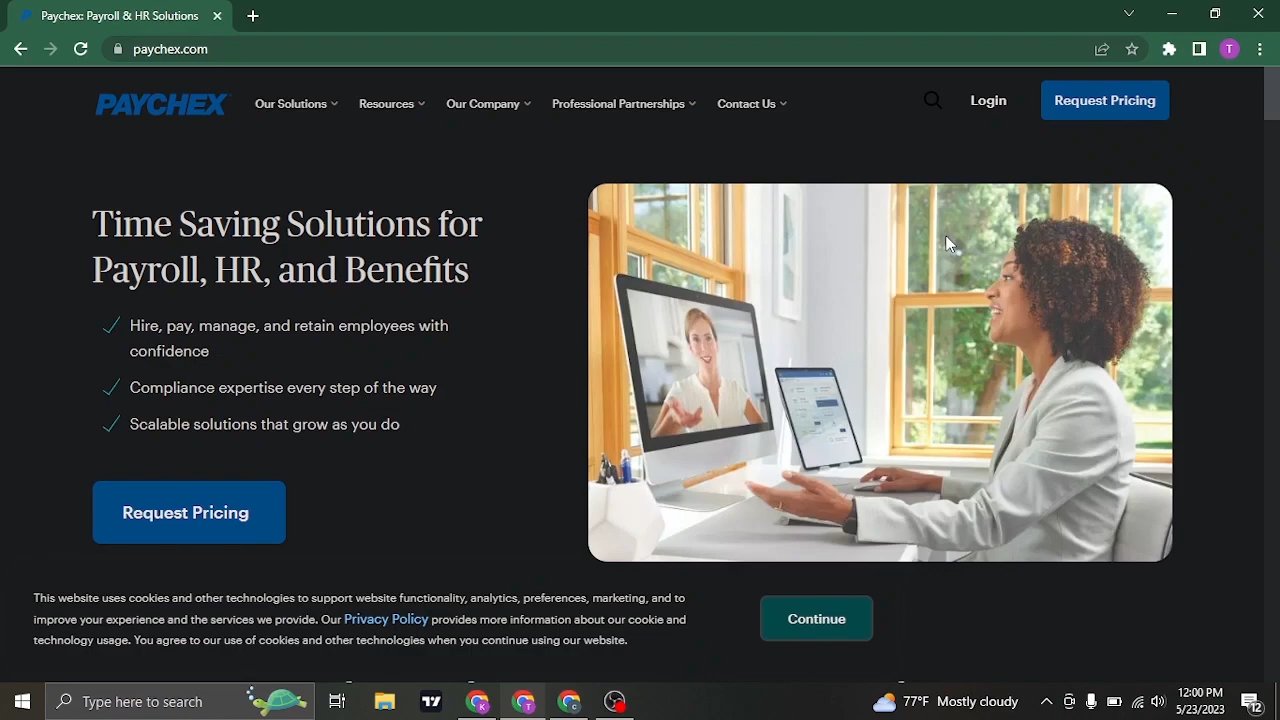 Paychex: Payroll & HR Solutions
paychex.com
T
PAYCHEX
Our Solutions
Resources
Our Company
Professional Partnerships
Contact Us
Login
Request Pricing
Time Saving Solutions for
Payroll, HR, and Benefits
Hire, pay, manage, and retain employees with
confidence
Compliance expertise every step of the way
Scalable solutions that grow as you do
Request Pricing
This website uses cookies and other technologies to support website functionality, analytics, preferences, marketing, and to
improve your experience and the services we provide. Our Privacy Policy provides more information about our cookie and
technology usage. You agree to our use of cookies and other technologies when you continue using our website.
Continue
Type here to search
K
T
C
77°F Mostly cloudy
12:00 PM
5/23/2023
12